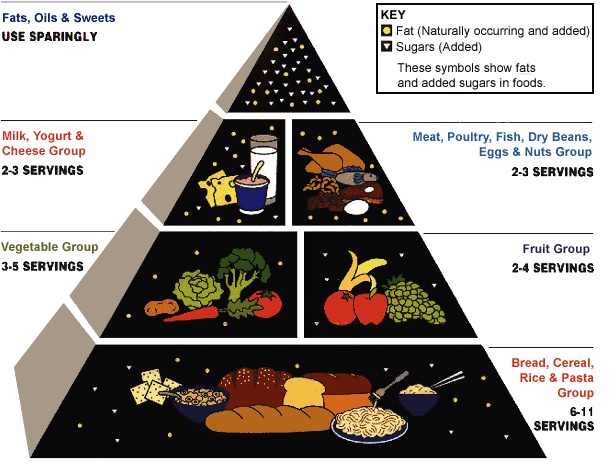 Fats, Oils & Sweets
USE SPARINGLY
KEY
Fat (Naturally occurring and added)
Sugars (Added)
These symbols show fats
and added sugars in foods.
Milk, Yogurt &
Cheese Group
2-3 SERVINGS
Meat, Poultry, Fish, Dry Beans,
Eggs & Nuts Group
2-3 SERVINGS
Vegetable Group
3-5 SERVINGS
Fruit Group
2-4 SERVINGS
Bread, Cereal,
Rice & Pasta
Group
6-11
SERVINGS